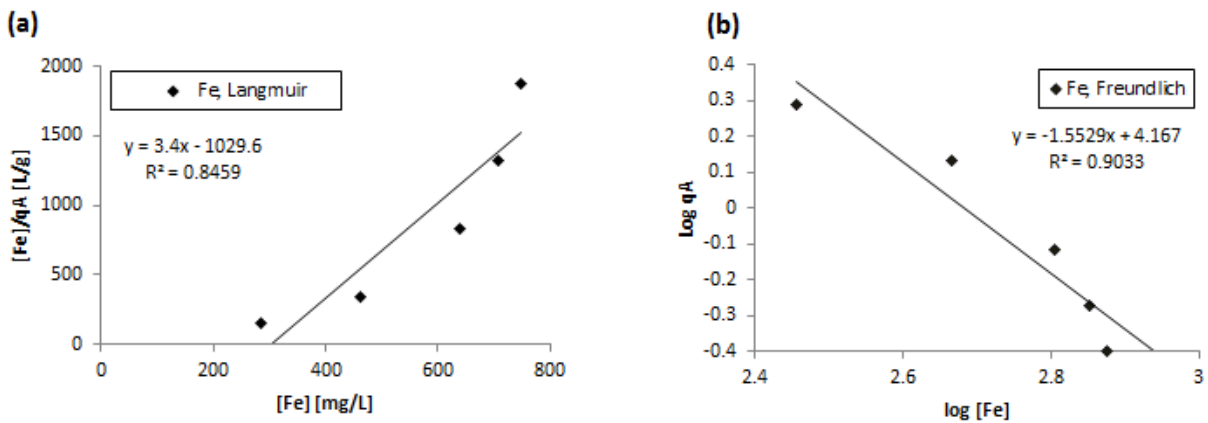 (a)
2000
1500
1000
500
0
[Fe]/qA [L/g]
Fe, Langmuir
y = 3.4x - 1029.6
R² = 0.8459
0
200
400
600
800
[Fe] [mg/L]
(b)
0.4
0.3
0.2
0.1
0
-0.1
-0.2
-0.3
-0.4
Log qA
Fe, Freundlich
y = -1.5529x + 4.167
R² = 0.9033
2.4
2.6
2.8
3
log [Fe]